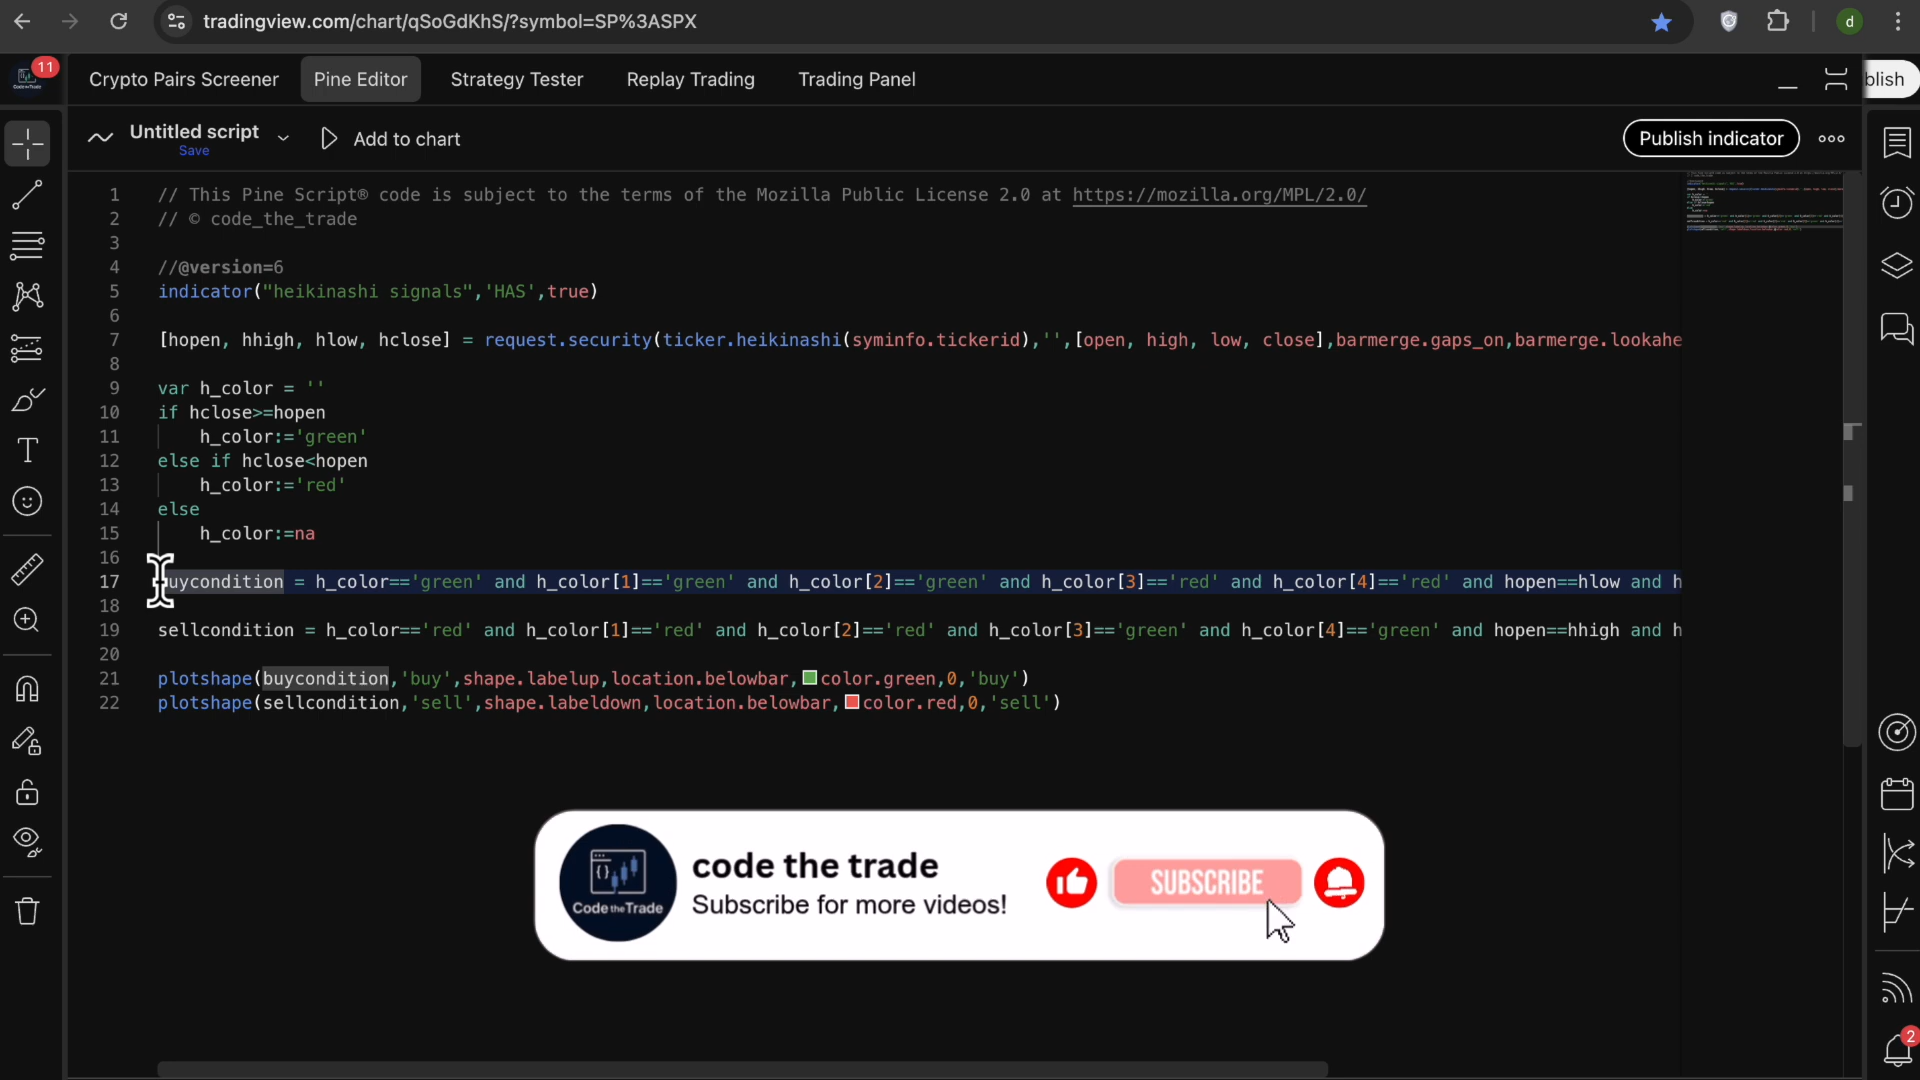 tradingview.com/chart/qSoGdKhS/?symbol=SP%3ASPX
d
11
Crypto Pairs Screener
Pine Editor
Strategy Tester
Replay Trading
Trading Panel
blish
Untitled script
Save
Add to chart
Publish indicator
1 // This Pine Script® code is subject to the terms of the Mozilla Public License 2.0 at https://mozilla.org/MPL/2.0/
2 // © code_the_trade
3
4 //@version=6
5 indicator("heikinashi signals",'HAS',true)
6
7 [hopen, hhigh, hlow, hclose] = request.security(ticker.heikinashi(syminfo.tickerid),'',[open, high, low, close],barmerge.gaps_on,barmerge.lookahe
8
9 var h_color = ''
10 if hclose>=hopen
11 h_color:='green'
12 else if hclose<hopen
13 h_color:='red'
14 else
15 h_color:=na
16
17 buycondition = h_color=='green' and h_color[1]=='green' and h_color[2]=='green' and h_color[3]=='red' and h_color[4]=='red' and hopen==hlow and h
18
19 sellcondition = h_color=='red' and h_color[1]=='red' and h_color[2]=='red' and h_color[3]=='green' and h_color[4]=='green' and hopen==hhigh and h
20
21 plotshape(buycondition,'buy',shape.labelup,location.belowbar,color.green,0,'buy')
22 plotshape(sellcondition,'sell',shape.labeldown,location.belowbar,color.red,0,'sell')
Code the Trade
code the trade
Subscribe for more videos!
SUBSCRIBE
2